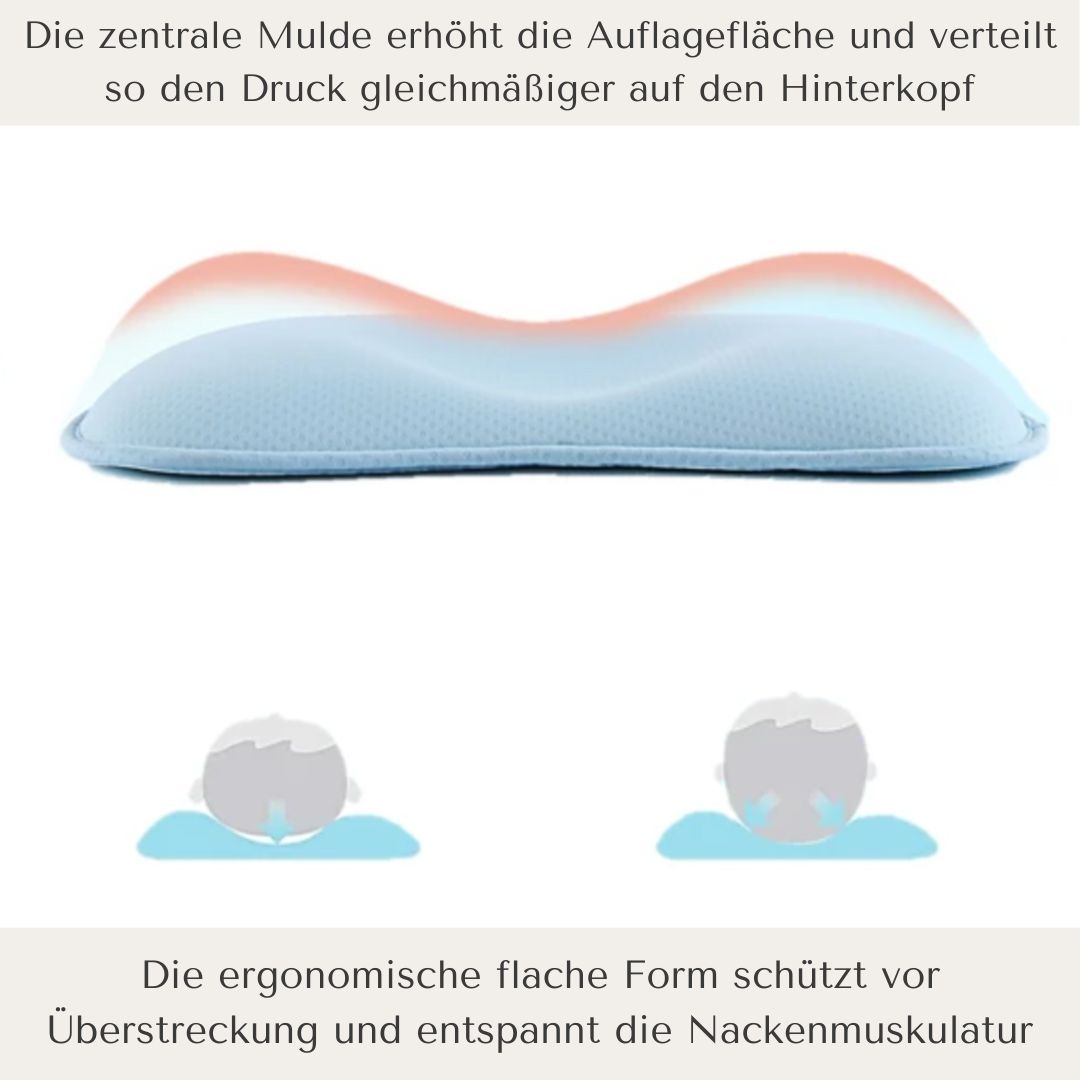 Die zentrale Mulde erhöht die Auflagefläche und verteilt
so den Druck gleichmäßiger auf den Hinterkopf
Die ergonomische flache Form schützt vor
Überstreckung und entspannt die Nackenmuskulatur